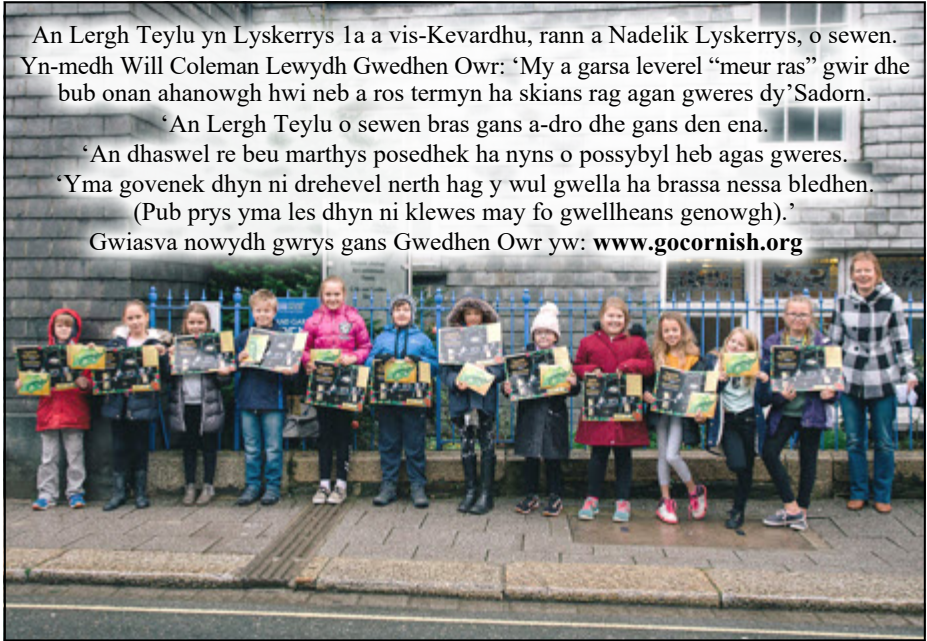 An Lergh Teylu yn Lyskerrys 1a a vis-Kevardhu, rann a Nadelik Lyskerrys, o sewen.
Yn-medh Will Coleman Lewydh Gwedhen Owr: ‘My a garsa leverel “meur ras” gwir dhe
bub onan ahanowgh hwi neb a ros termyn ha skians rag agan gweres dy’Sadorn.
‘An Lergh Teylu o sewen bras gans a-dro dhe gans den ena.
‘An dhaswel re beu marthys posedhek ha nyns o possybyl heb agas gweres.
‘Yma govenek dhyn ni drehevel nerth hag y wul gwella ha brassa nessa bledhen.
(Pub prys yma les dhyn ni klewes may fo gwellheans genowgh).’
Gwiasva nowydh gwrys gans Gwedhen Owr yw: www.gocornish.org